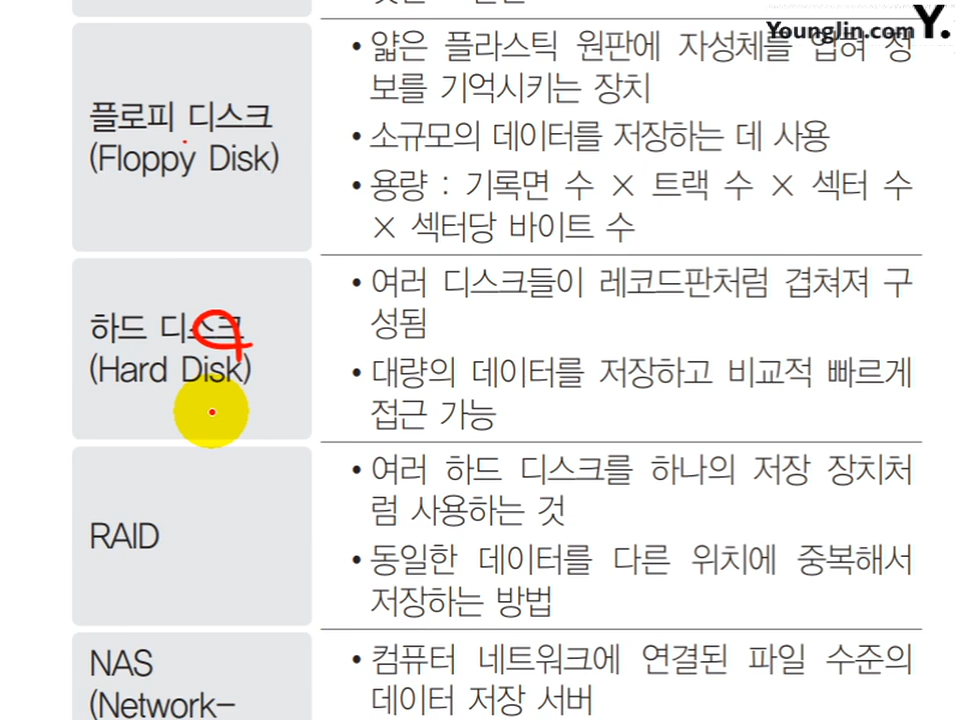 YoungJin.com Y.
플로피 디스크
(Floppy Disk)
• 얇은 플라스틱 원판에 자성체를 입혀 정
보를 기억시키는 장치
• 소규모의 데이터를 저장하는 데 사용
• 용량 : 기록면 수 × 트랙 수 × 섹터 수
× 섹터당 바이트 수
하드 디스크
(Hard Disk)
• 여러 디스크들이 레코드판처럼 겹쳐져 구
성됨
• 대량의 데이터를 저장하고 비교적 빠르게
접근 가능
RAID
• 여러 하드 디스크를 하나의 저장 장치처
럼 사용하는 것
• 동일한 데이터를 다른 위치에 중복해서
저장하는 방법
NAS
(Network-
• 컴퓨터 네트워크에 연결된 파일 수준의
데이터 저장 서버